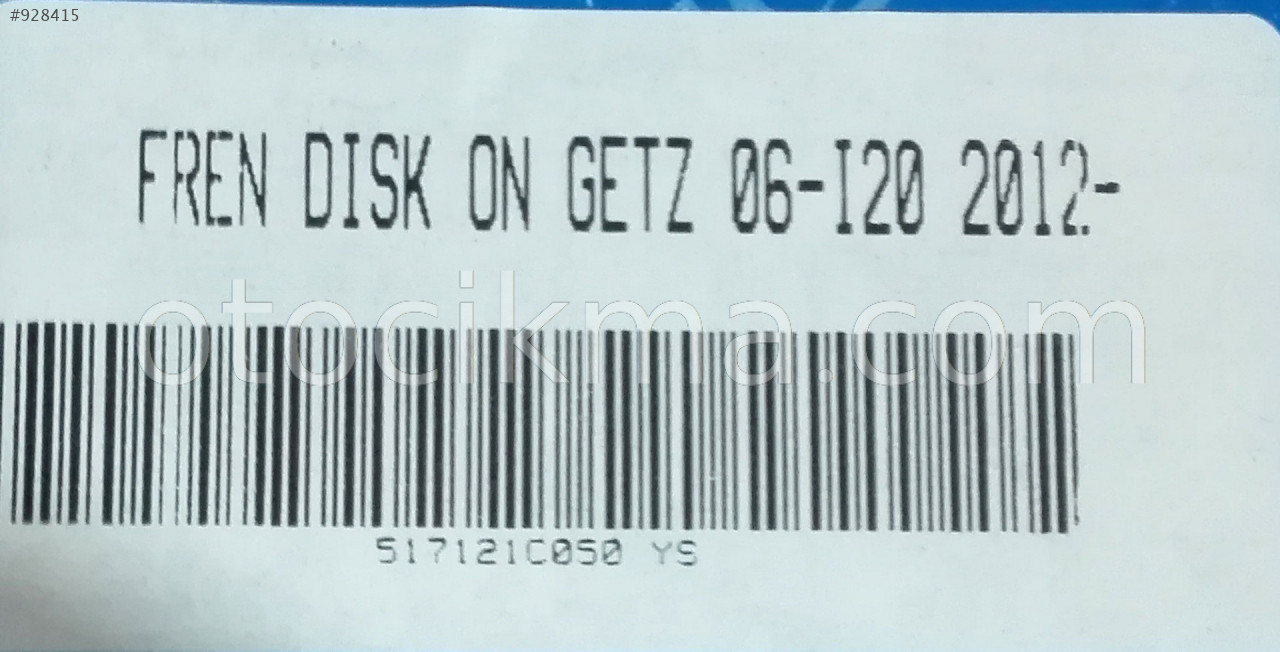 #928415
FREN DISK ON GETZ 06-I20 2012-
otocikma.com
517121C050 YS